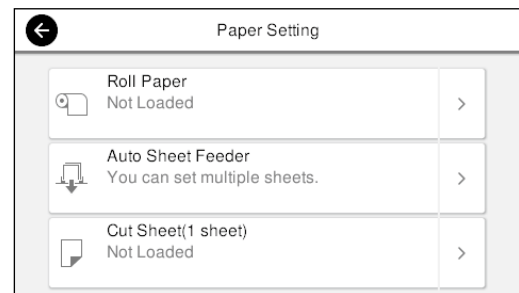 Paper Setting
Roll Paper
Not Loaded
Auto Sheet Feeder
You can set multiple sheets.
Cut Sheet(1 sheet)
Not Loaded